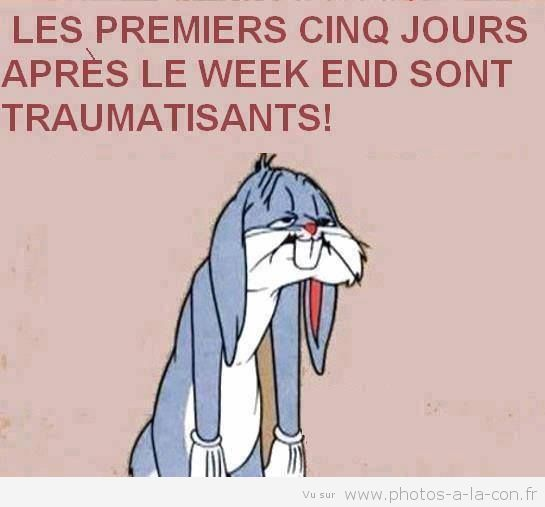 LES PREMIERS CINQ JOURS
APRÈS LE WEEK END SONT
TRAUMATISANTS!
Vu sur www.photos-a-la-con.fr